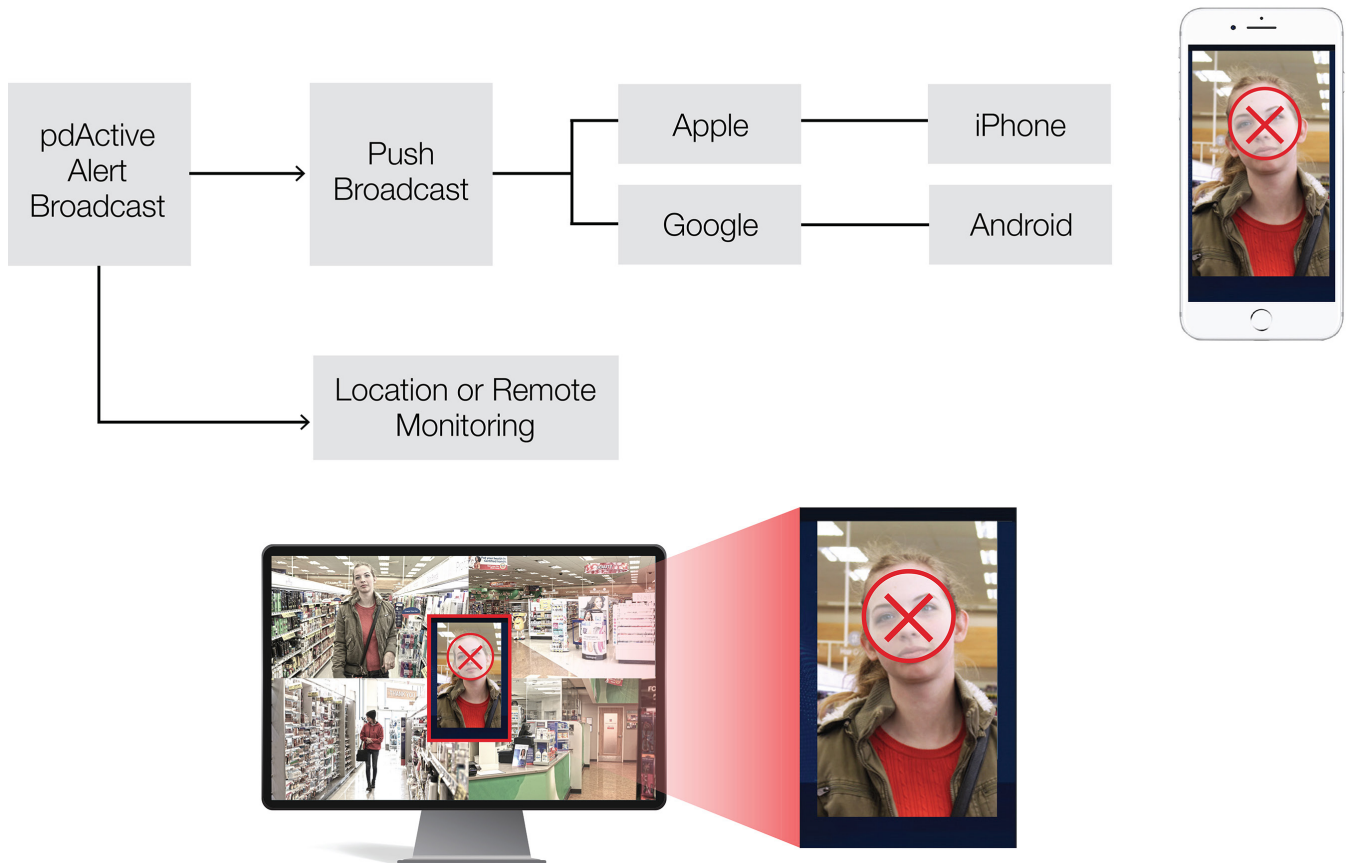 pdActive
Alert
Broadcast
Push
Broadcast
Apple
iPhone
Google
Android
Location or Remote
Monitoring